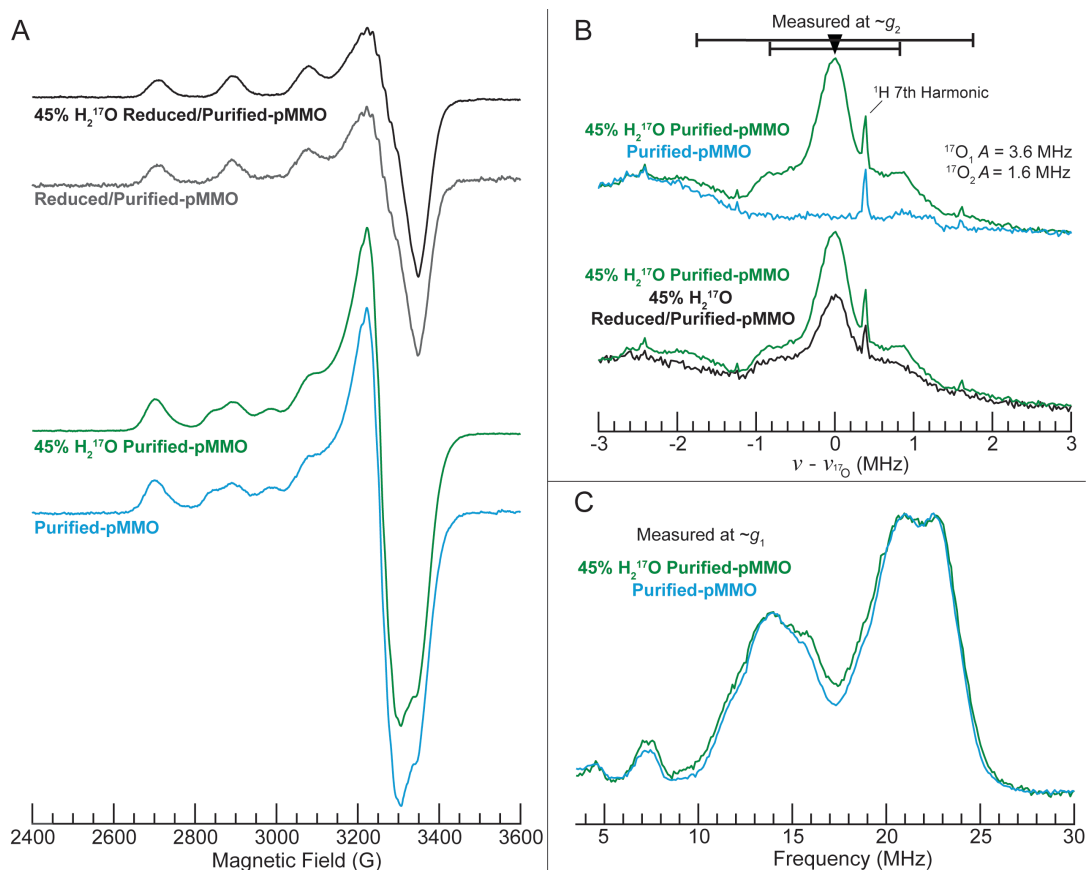 A
45% H₂¹⁷O Reduced/Purified-pMMO
Reduced/Purified-pMMO
45% H₂¹⁷O Purified-pMMO
Purified-pMMO
2400 2600 2800 3000 3200 3400 3600
Magnetic Field (G)
B
Measured at ~g₂
¹H 7th Harmonic
45% H₂¹⁷O Purified-pMMO
Purified-pMMO
¹⁷O₁ A = 3.6 MHz
¹⁷O₂ A = 1.6 MHz
45% H₂¹⁷O Purified-pMMO
45% H₂¹⁷O
Reduced/Purified-pMMO
-3 -2 -1 0 1 2 3
ν - ν¹⁷O (MHz)
C
Measured at ~g₁
45% H₂¹⁷O Purified-pMMO
Purified-pMMO
5 10 15 20 25 30
Frequency (MHz)